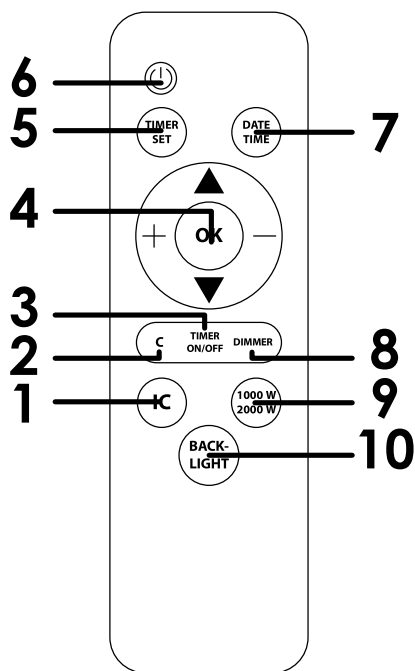 6
5
TIMER
SET
DATE
TIME
7
4
+
OK
−
3
2
C
TIMER
ON/OFF
DIMMER
8
1
IC
1000 W
2000 W
9
BACK-
LIGHT
10